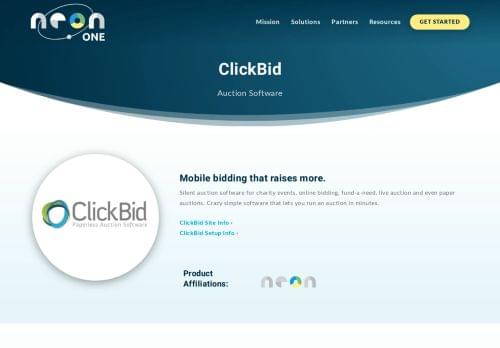 neon
ONE
Mission Solutions Partners Resources GET STARTED
ClickBid
Auction Software
ClickBid
Paperless Auction Software
Mobile bidding that raises more.
Silent auction software for charity events, online bidding, fund-a-need, live auction and even paper
auctions. Crazy simple software that lets you run an auction in minutes.
ClickBid Site Info ›
ClickBid Setup Info ›
Product
Affiliations:
neon